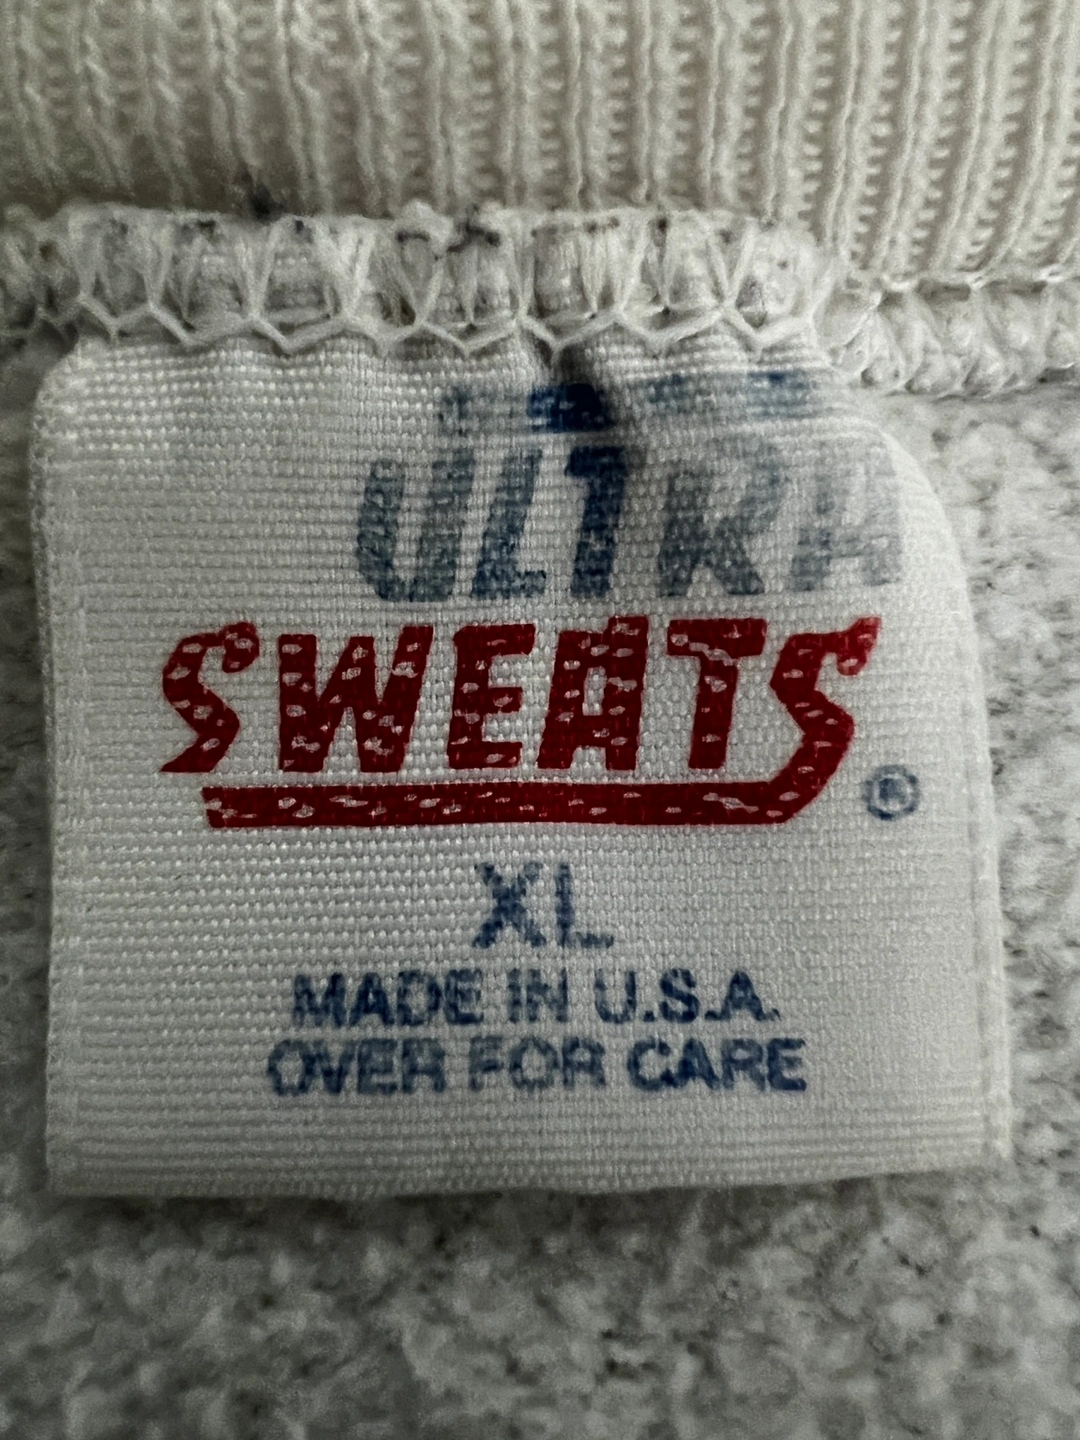 ULTRA
SWEATS ®
XL
MADE IN U.S.A.
OVER FOR CARE